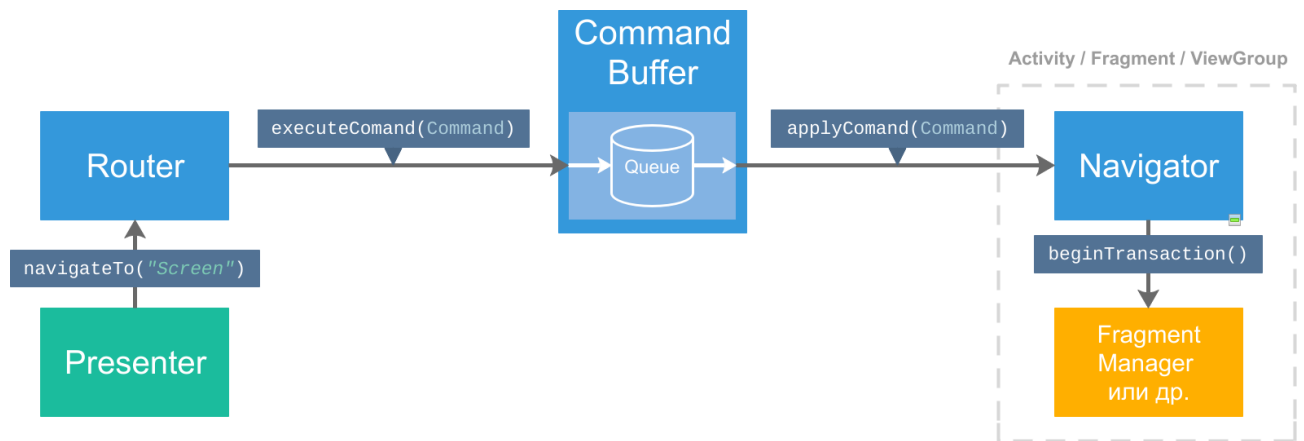 Command
Buffer
Activity / Fragment / ViewGroup
executeComand(Command)
applyComand(Command)
Router
Queue
Navigator
navigateTo("Screen")
beginTransaction()
Presenter
Fragment
Manager
или др.